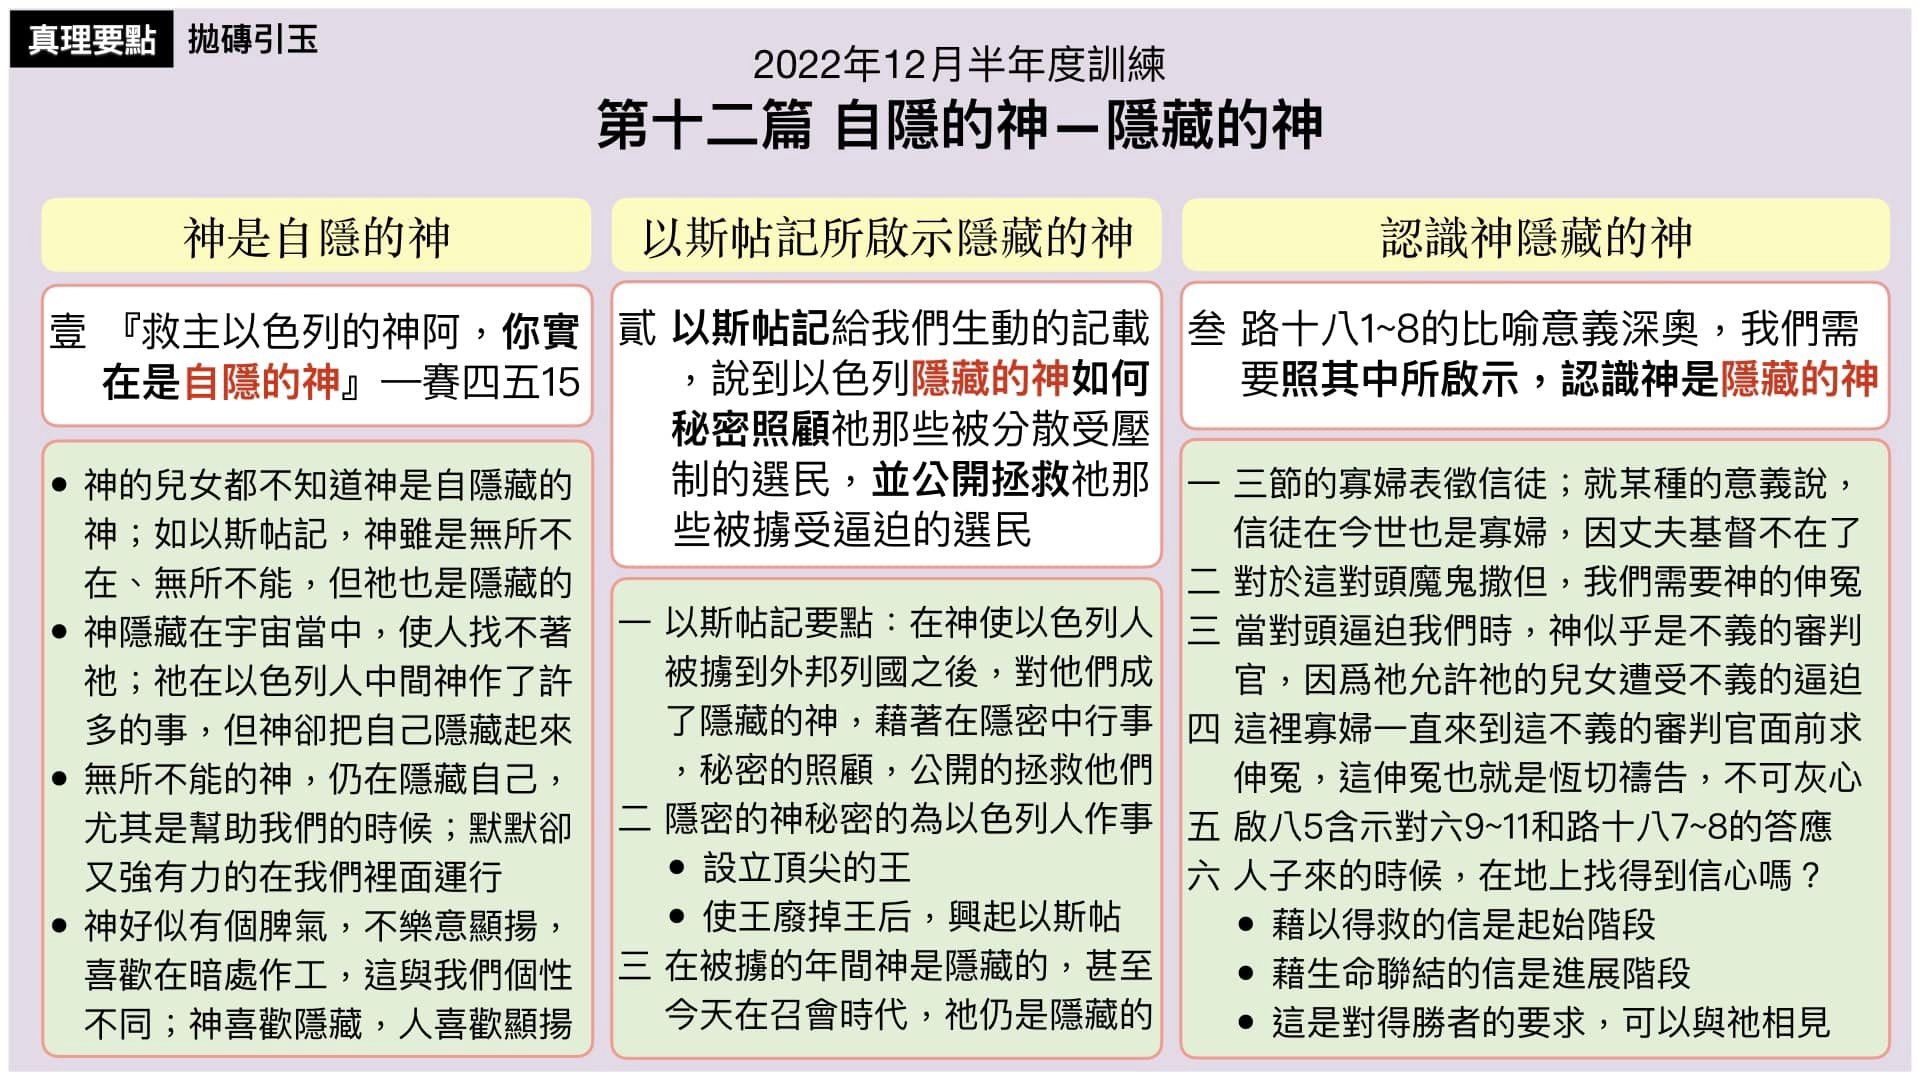 真理要點 拋磚引玉
2022年12月半年度訓練
第十二篇 自隱的神－隱藏的神
神是自隱的神
壹 『救主以色列的神阿，你實
在是自隱的神』—賽四五15
• 神的兒女都不知道神是自隱藏的
神；如以斯帖記，神雖是無所不
在、無所不能，但祂也是隱藏的
• 神隱藏在宇宙當中，使人找不著
祂；祂在以色列人中間神作了許
多的事，但神卻把自己隱藏起來
• 無所不能的神，仍在隱藏自己，
尤其是幫助我們的時候；默默卻
又強有力的在我們裡面運行
• 神好似有個脾氣，不樂意顯揚，
喜歡在暗處作工，這與我們個性
不同；神喜歡隱藏，人喜歡顯揚
以斯帖記所啟示隱藏的神
貳 以斯帖記給我們生動的記載
，說到以色列隱藏的神如何
秘密照顧祂那些被分散受壓
制的選民，並公開拯救祂那
些被擄受逼迫的選民
一 以斯帖記要點：在神使以色列人
被擄到外邦列國之後，對他們成
了隱藏的神，藉著在隱密中行事
，秘密的照顧，公開的拯救他們
二 隱密的神秘密的為以色列人作事
• 設立頂尖的王
• 使王廢掉王后，興起以斯帖
三 在被擄的年間神是隱藏的，甚至
今天在召會時代，祂仍是隱藏的
認識神隱藏的神
叁 路十八1~8的比喻意義深奧，我們需
要照其中所啟示，認識神是隱藏的神
一 三節的寡婦表徵信徒；就某種的意義說，
信徒在今世也是寡婦，因丈夫基督不在了
二 對於這對頭魔鬼撒但，我們需要神的伸冤
三 當對頭逼迫我們時，神似乎是不義的審判
官，因爲祂允許祂的兒女遭受不義的逼迫
四 這裡寡婦一直來到這不義的審判官面前求
伸冤，這伸冤也就是恆切禱告，不可灰心
五 啟八5含示對六9~11和路十八7~8的答應
六 人子來的時候，在地上找得到信心嗎？
• 藉以得救的信是起始階段
• 藉生命聯結的信是進展階段
• 這是對得勝者的要求，可以與祂相見